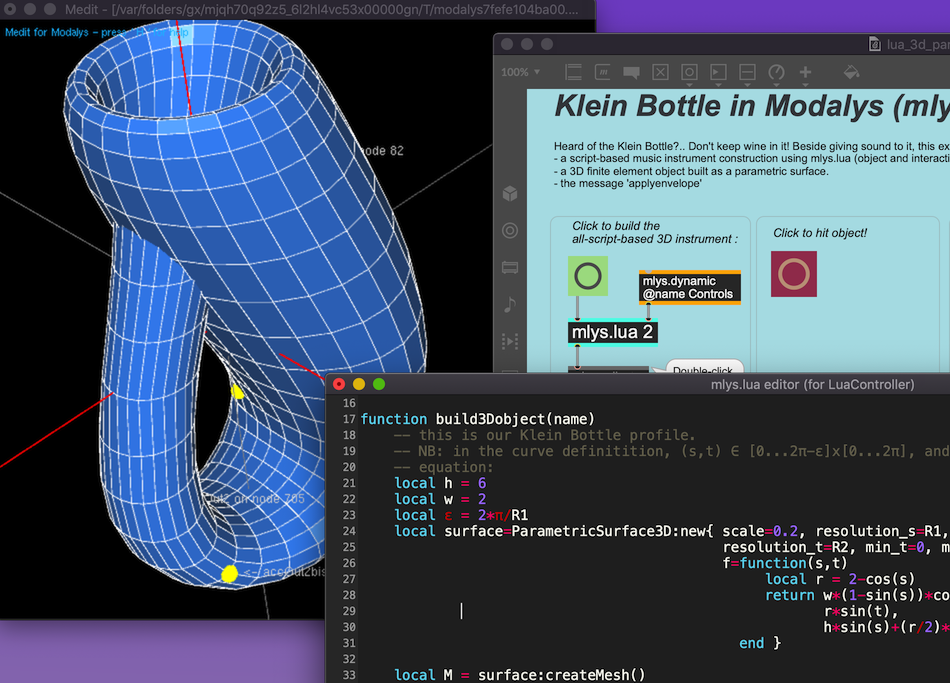 Medit - [/var/folders/gx/mjqh70q92z5_6l2hl4vc53x00000gn/T/modalys7fefe104ba00....
Medit for Modalys - press help
node 82
out2 on node 705
<- accOut2bis
lua_3d_pa
100%
Klein Bottle in Modalys (mly
Heard of the Klein Bottle?.. Don't keep wine in it! Beside giving sound to it, this ex
- a script-based music instrument construction using mlys.lua (object and interacti
- a 3D finite element object built as a parametric surface.
- the message 'applyenvelope'
Click to build the
all-script-based 3D instrument :
Click to hit object!
mlys.dynamic
@name Controls
mlys.lua 2
Double-click
mlys.lua editor (for LuaController)
16
17 function build3Dobject(name)
18 -- this is our Klein Bottle profile.
19 -- NB: in the curve definitition, (s,t) ∈ [0...2π-ε]x[0...2π], and
20 -- equation:
21 local h = 6
22 local w = 2
23 local ε = 2*π/R1
24 local surface=ParametricSurface3D:new{ scale=0.2, resolution_s=R1,
25 resolution_t=R2, min_t=0, m
26 f=function(s,t)
27 local r = 2-cos(s)
28 return w*(1-sin(s))*co
29 r*sin(t),
30 h*sin(s)+(r/2)*
31 end }
32
33 local M = surface:createMesh()